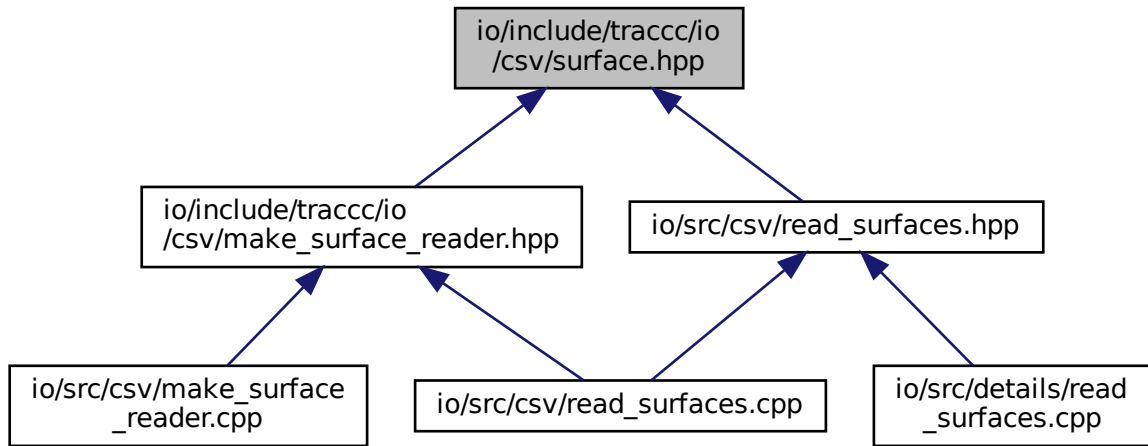 io/include/traccc/io
/csv/surface.hpp
io/include/traccc/io
/csv/make_surface_reader.hpp
io/src/csv/read_surfaces.hpp
io/src/csv/make_surface
_reader.cpp
io/src/csv/read_surfaces.cpp
io/src/details/read
_surfaces.cpp